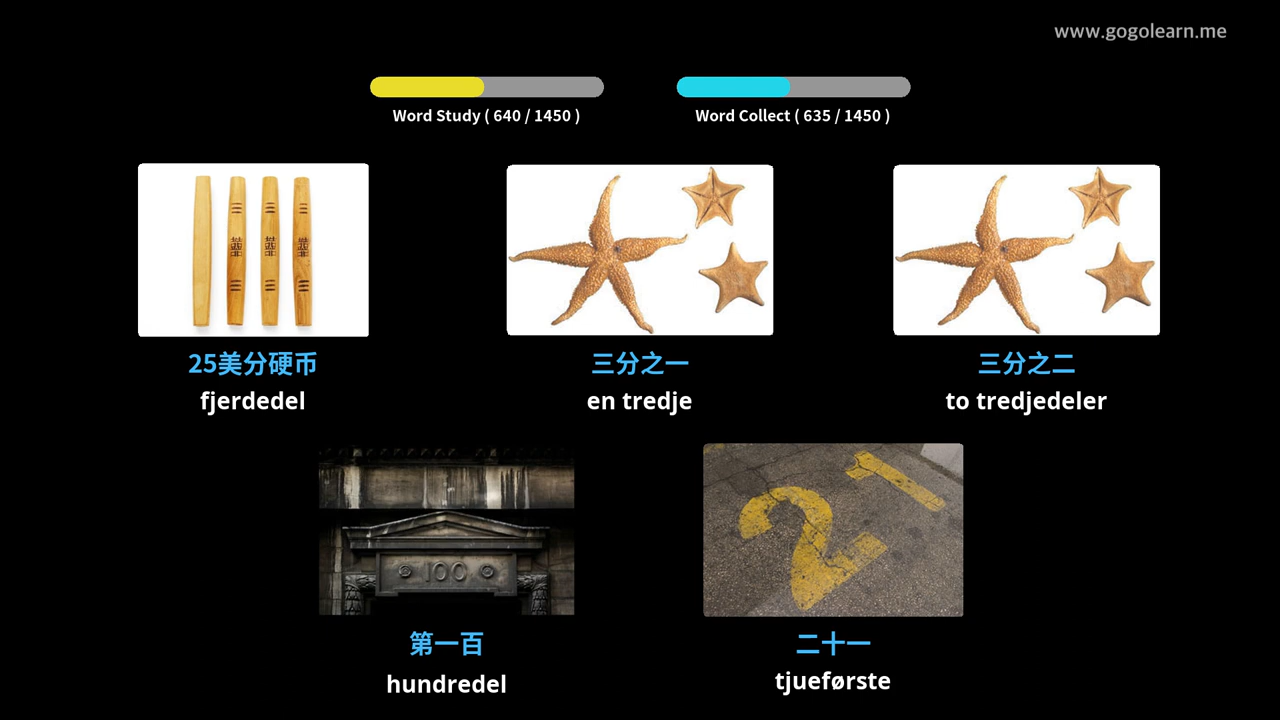 www.gogolearn.me
Word Study ( 640 / 1450 )
Word Collect ( 635 / 1450 )
25美分硬币
fjerdedel
三分之一
en tredje
三分之二
to tredjedeler
100
第一百
hundredel
21
二十一
tjueførste